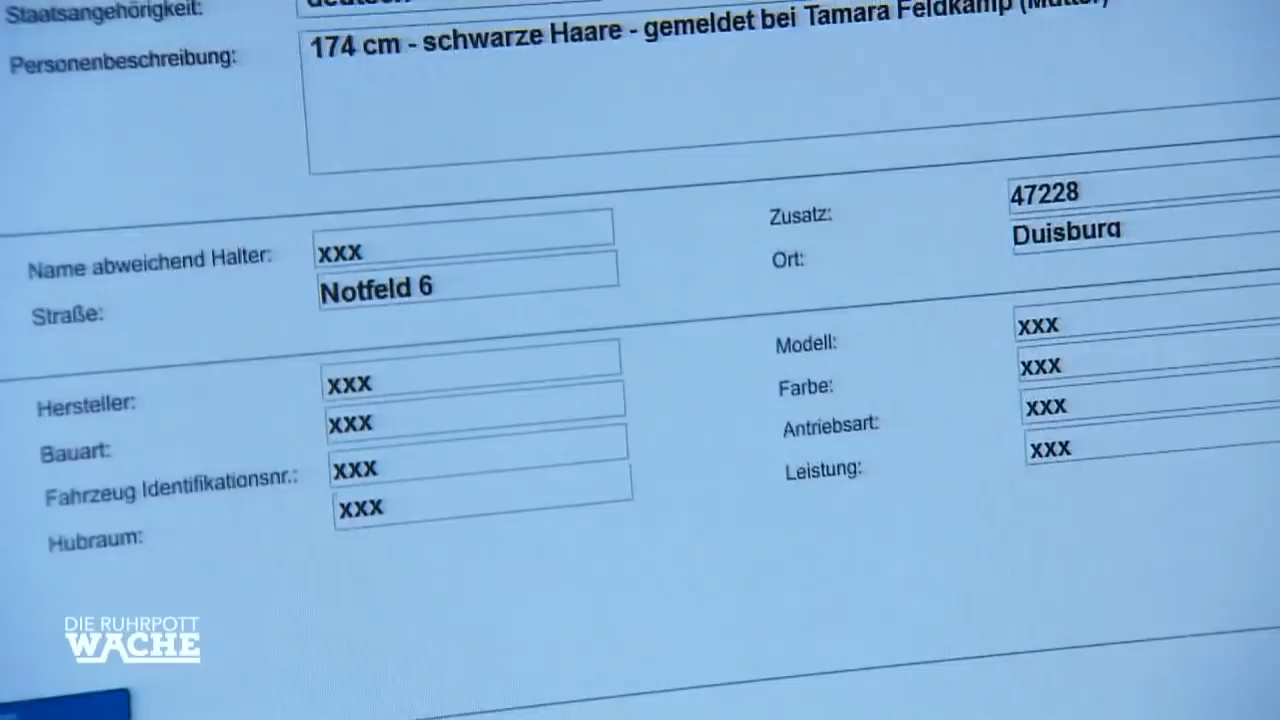 Staatsangehörigkeit: deutsch
Personenbeschreibung: 174 cm - schwarze Haare - gemeldet bei Tamara Feldkamp (Mutter)
Name abweichend Halter: xxx Zusatz: 47228
Straße: Notfeld 6 Ort: Duisburg
Hersteller: xxx Modell: xxx
Bauart: xxx Farbe: xxx
Fahrzeug Identifikationsnr.: xxx Antriebsart: xxx
Hubraum: xxx Leistung: xxx
DIE RUHRPOTT
WACHE